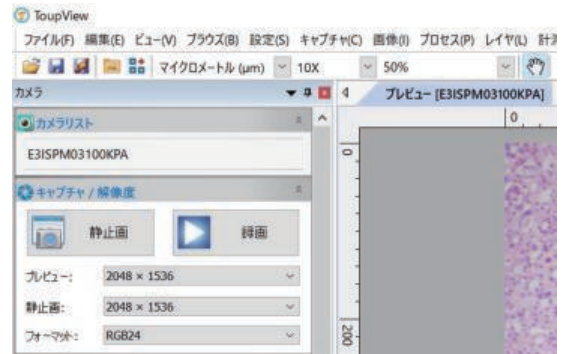 ToupView
ファイル(F) 編集(E) ビュー(V) ブラウズ(B) 設定(S) キャプチャ(C) 画像(I) プロセス(P) レイヤ(L) 計
マイクロメートル (µm) 10X 50%
カメラ
プレビュー [E3ISPM03100KPA]
カメラリスト
E3ISPM03100KPA
キャプチャ / 解像度
静止画 録画
プレビュー: 2048 × 1536
静止画: 2048 × 1536
フォーマット: RGB24
0
0
200